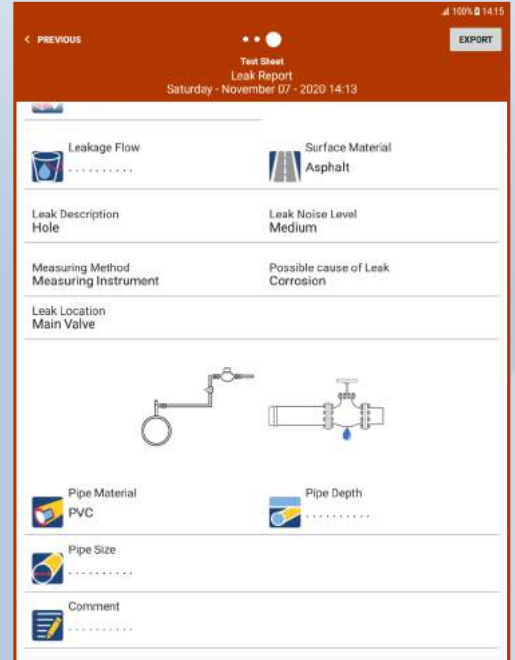 100% 14:15
< PREVIOUS
EXPORT
Test Sheet
Leak Report
Saturday - November 07 - 2020 14:13
Leakage Flow
. . . . . . . . . .
Surface Material
Asphalt
Leak Description
Hole
Leak Noise Level
Medium
Measuring Method
Measuring Instrument
Possible cause of Leak
Corrosion
Leak Location
Main Valve
Pipe Material
PVC
Pipe Depth
. . . . . . . . . .
Pipe Size
. . . . . . . . . .
Comment
. . . . . . . . . .